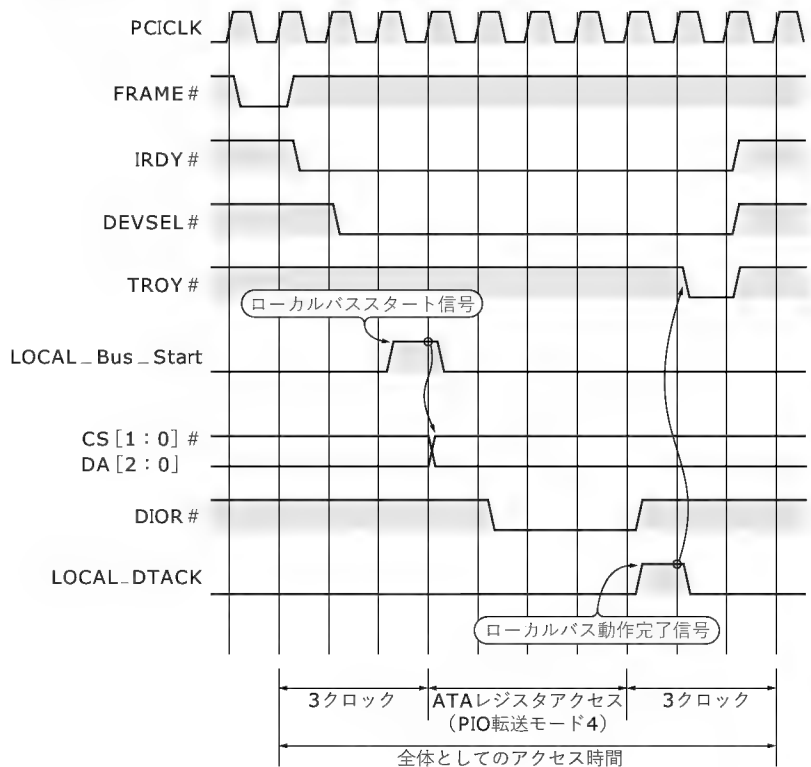 PCICLK
FRAME#
IRDY#
DEVSEL#
TROY#
ローカルバススタート信号
LOCAL_Bus_Start
CS[1:0]#
DA[2:0]
DIOR#
LOCAL_DTACK
ローカルバス動作完了信号
3クロック
ATAレジスタアクセス
(PIO転送モード4)
3クロック
全体としてのアクセス時間